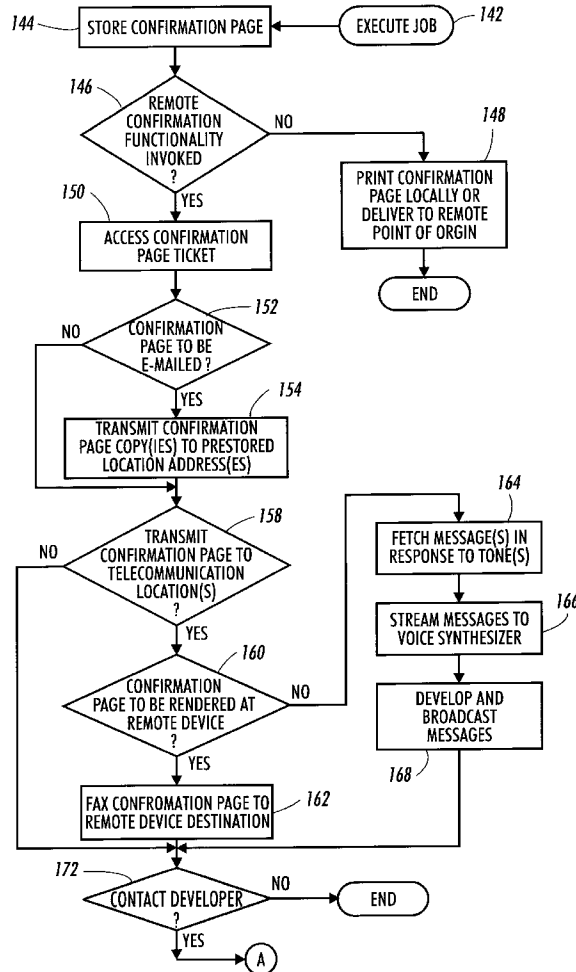 144
STORE CONFIRMATION PAGE
EXECUTE JOB
142
146
REMOTE
CONFIRMATION
FUNCTIONALITY
INVOKED
?
NO
148
PRINT CONFIRMATION
PAGE LOCALLY OR
DELIVER TO REMOTE
POINT OF ORGIN
END
YES
150
ACCESS CONFIRMATION
PAGE TICKET
152
NO
CONFIRMATION
PAGE TO BE
E-MAILED ?
YES
154
TRANSMIT CONFIRMATION
PAGE COPY(IES) TO PRESTORED
LOCATION ADDRESS(ES)
158
NO
TRANSMIT
CONFIRMATION PAGE TO
TELECOMMUNICATION
LOCATION(S)
?
YES
160
CONFIRMATION
PAGE TO BE RENDERED AT
REMOTE DEVICE
?
NO
164
FETCH MESSAGE(S) IN
RESPONSE TO TONE(S)
166
STREAM MESSAGES TO
VOICE SYNTHESIZER
DEVELOP AND
BROADCAST
MESSAGES
168
YES
162
FAX CONFROMATION PAGE TO
REMOTE DEVICE DESTINATION
172
CONTACT DEVELOPER
?
NO
END
YES
A